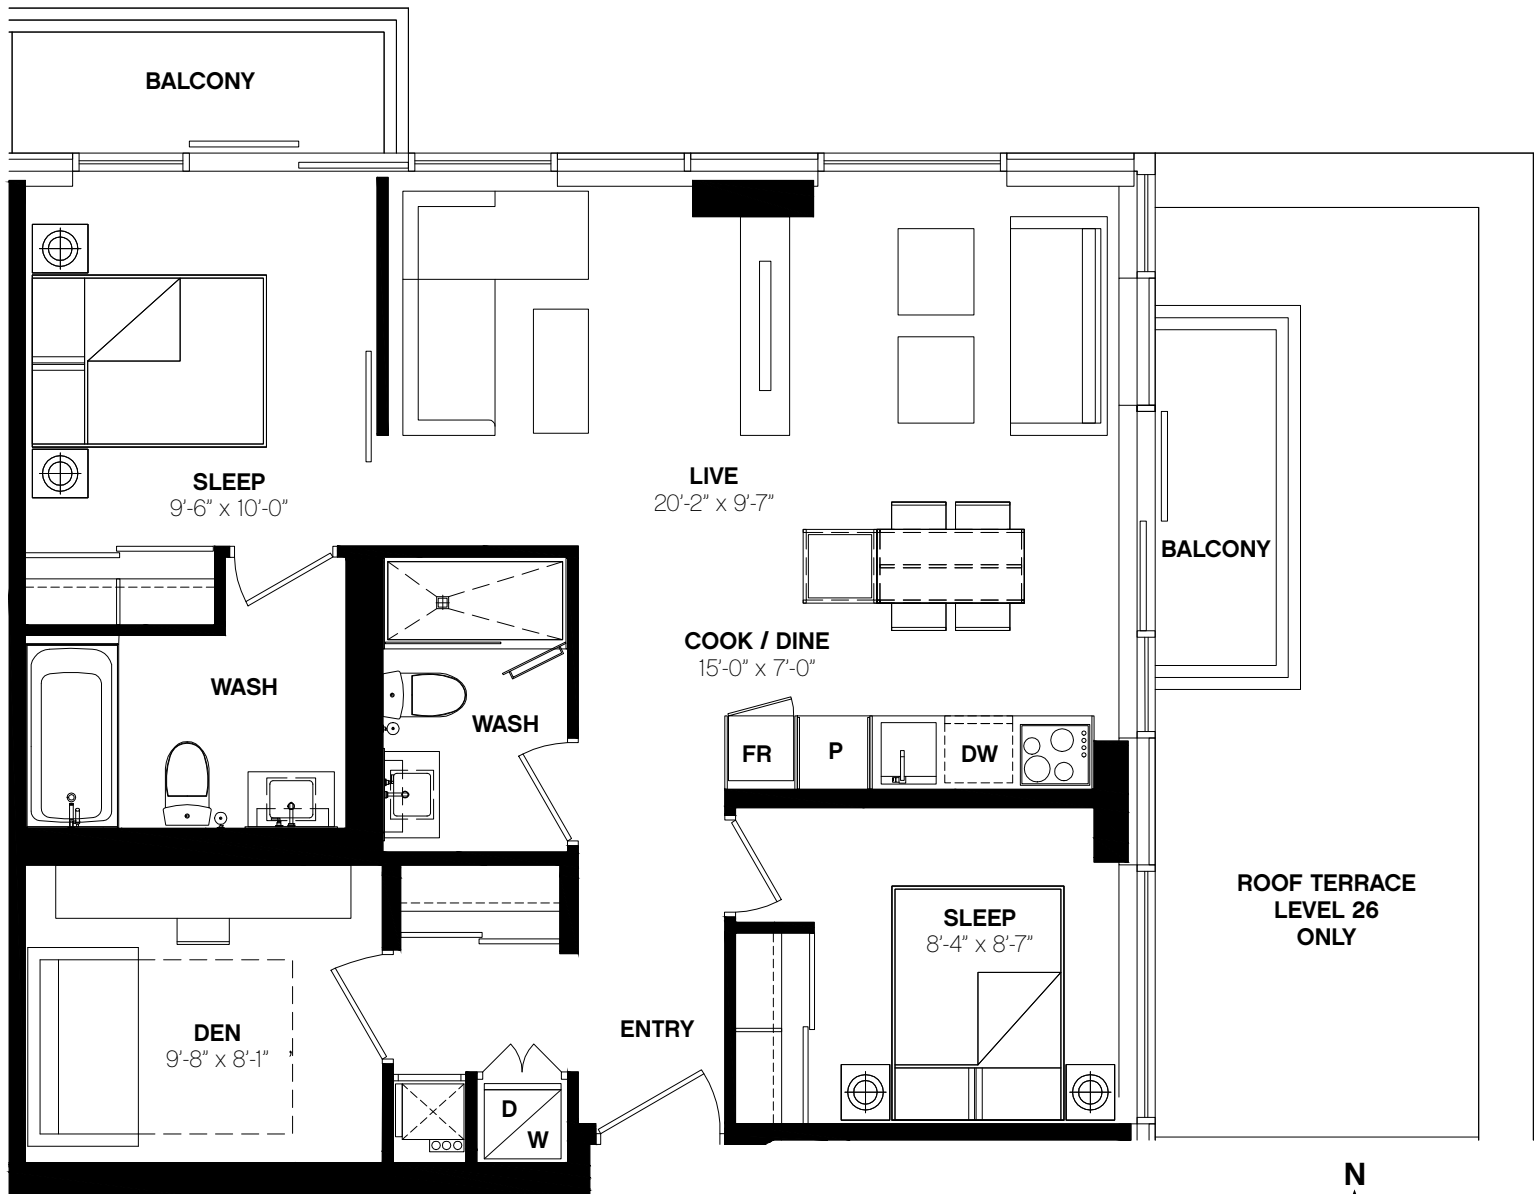 BALCONY
SLEEP
9'-6" x 10'-0"
LIVE
20'-2" x 9'-7"
BALCONY
COOK / DINE
15'-0" x 7'-0"
WASH
WASH
FR
P
DW
ROOF TERRACE
LEVEL 26
ONLY
SLEEP
8'-4" x 8'-7"
DEN
9'-8" x 8'-1"
ENTRY
D
W
N